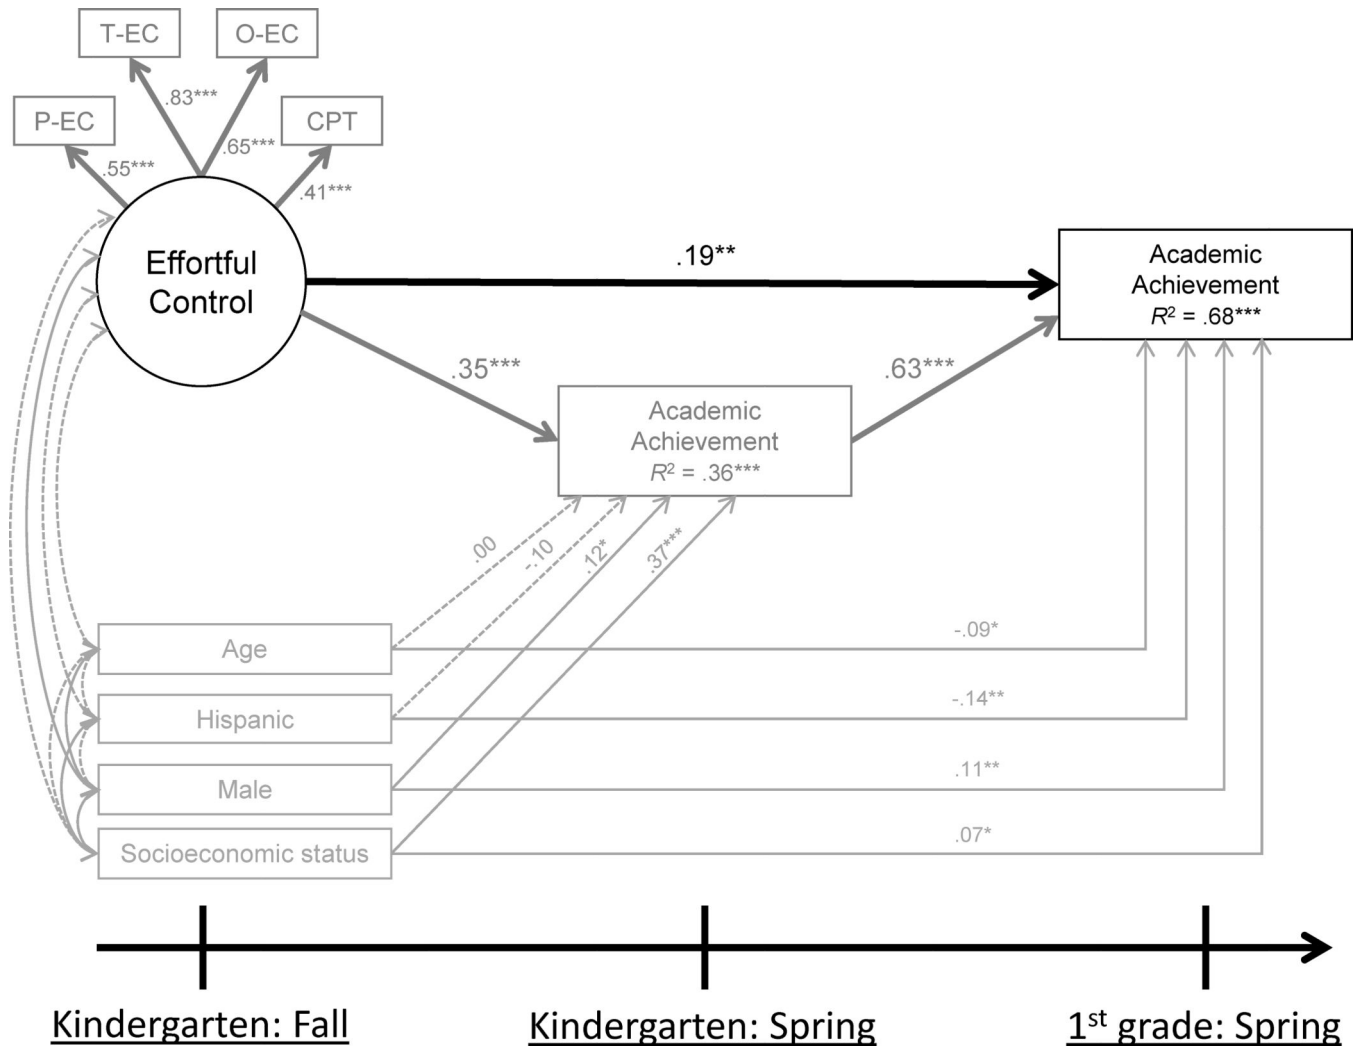 T-EC
O-EC
P-EC
CPT
.83***
.65***
.55***
.41***
Effortful
Control
.19**
Academic
Achievement
R² = .68***
.35***
.63***
Academic
Achievement
R² = .36***
.00
-.10
.12*
.37***
Age
-.09*
Hispanic
-.14**
Male
.11**
Socioeconomic status
.07*
Kindergarten: Fall
Kindergarten: Spring
1st grade: Spring